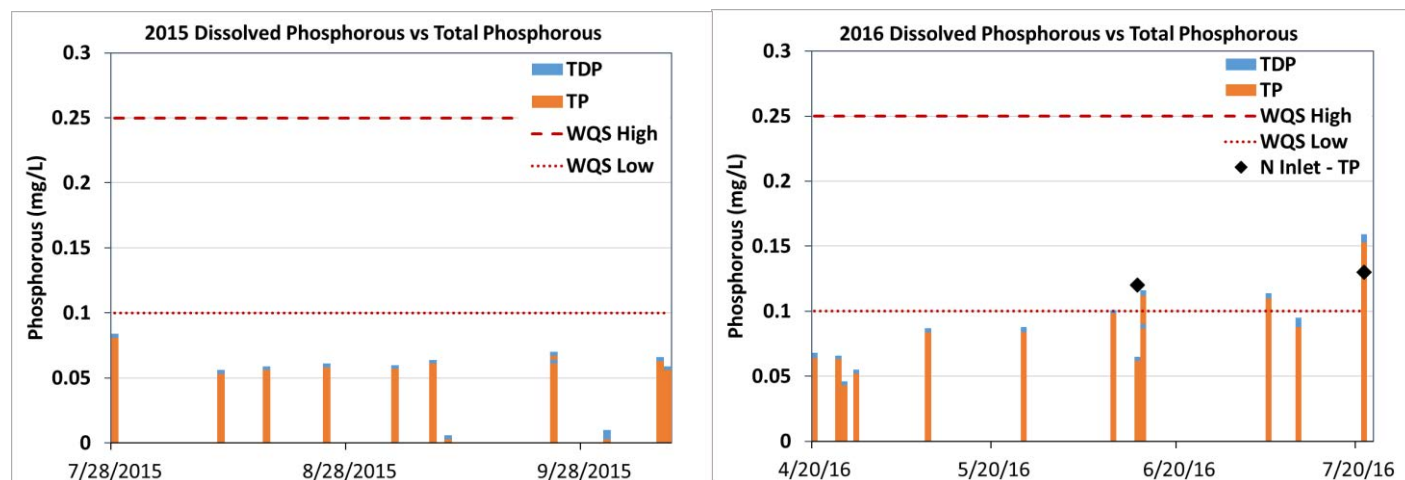 2015 Dissolved Phosphorous vs Total Phosphorous
0.3
0.25
0.2
0.15
0.1
0.05
0
Phosphorous (mg/L)
TDP
TP
WQS High
WQS Low
7/28/2015
8/28/2015
9/28/2015
2016 Dissolved Phosphorous vs Total Phosphorous
0.3
0.25
0.2
0.15
0.1
0.05
0
Phosphorous (mg/L)
TDP
TP
WQS High
WQS Low
N Inlet - TP
4/20/16
5/20/16
6/20/16
7/20/16